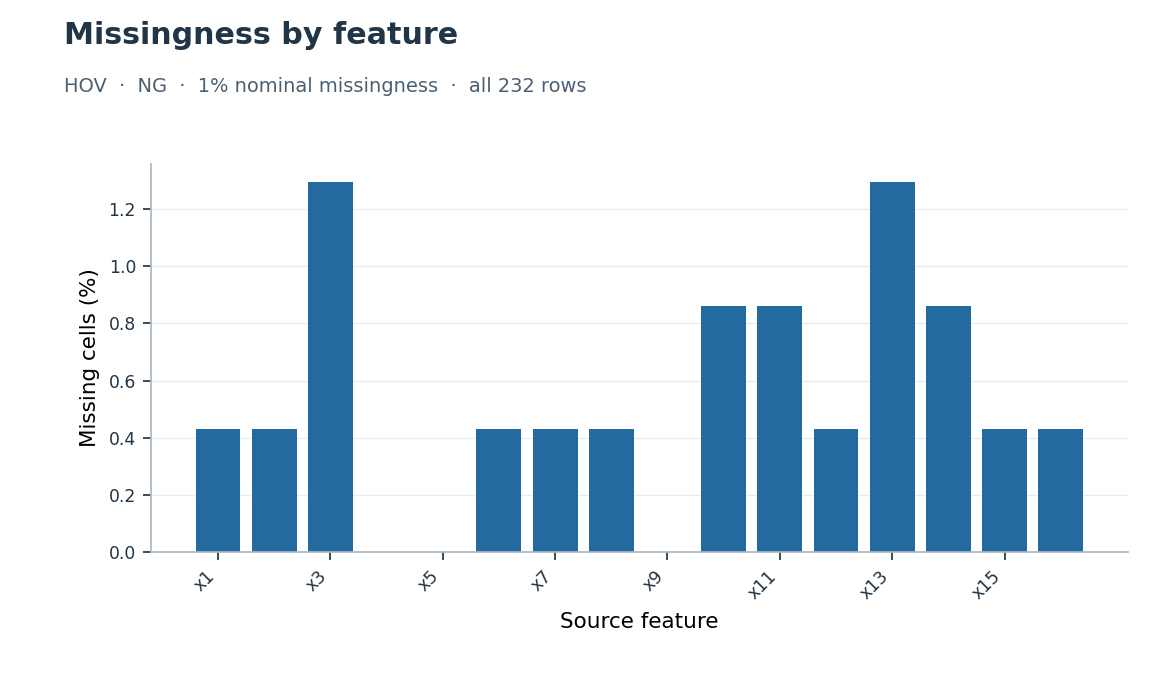 Missingness by feature
HOV · NG · 1% nominal missingness · all 232 rows
Missing cells (%)
1.2
1.0
0.8
0.6
0.4
0.2
0.0
x1 x3 x5 x7 x9 x11 x13 x15
Source feature